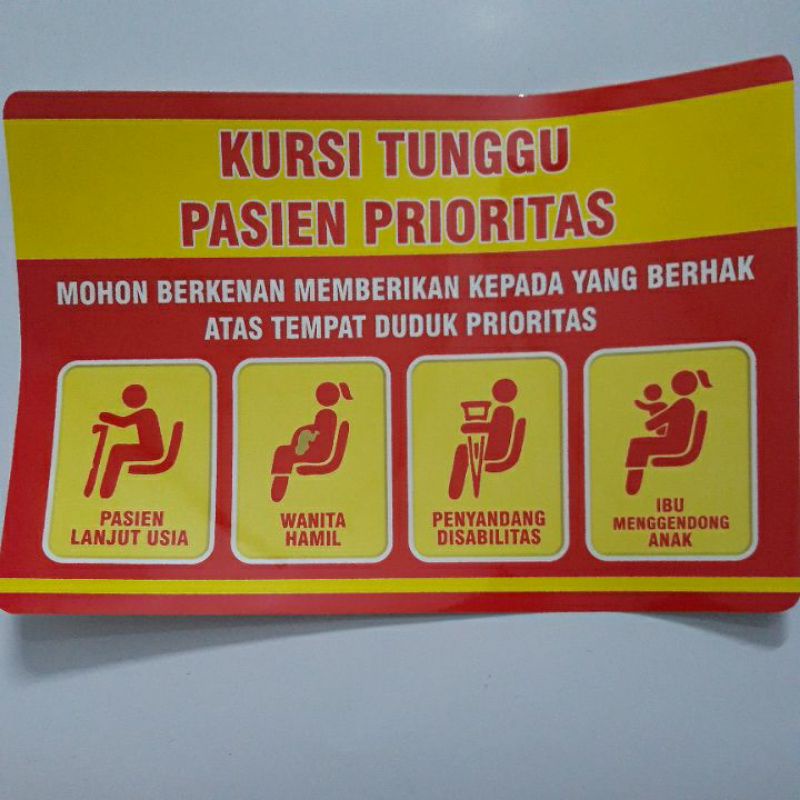 KURSI TUNGGU
PASIEN PRIORITAS
MOHON BERKENAN MEMBERIKAN KEPADA YANG BERHAK
ATAS TEMPAT DUDUK PRIORITAS
PASIEN
LANJUT USIA
WANITA
HAMIL
PENYANDANG
DISABILITAS
IBU
MENGGENDONG
ANAK